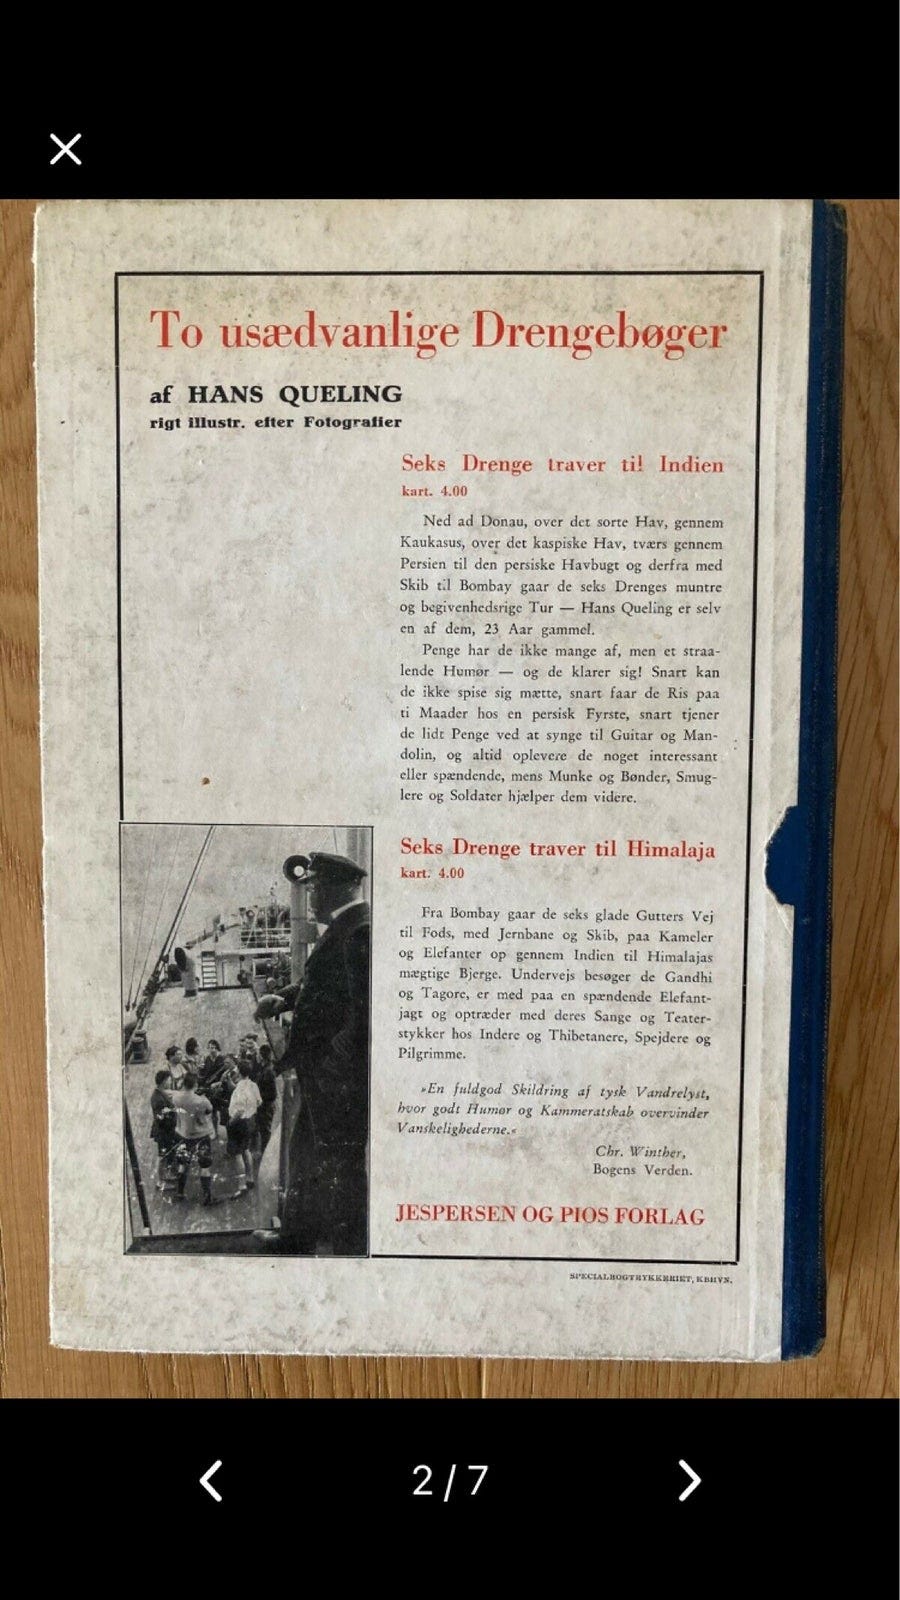 To usædvanlige Drengebøger
af HANS QUELING
rigt illustr. efter Fotografier
Seks Drenge traver til Indien
kart. 4.00
Ned ad Donau, over det sorte Hav, gennem
Kaukasus, over det kaspiske Hav, tværs gennem
Persien til den persiske Havbugt og derfra med
Skib til Bombay gaar de seks Drenges muntre
og begivenhedsrige Tur — Hans Queling er selv
en af dem, 23 Aar gammel.
Penge har de ikke mange af, men et straa-
lende Humør — og de klarer sig! Snart kan
de ikke spise sig mætte, snart faar de Ris paa
ti Maader hos en persisk Fyrste, snart tjener
de lidt Penge ved at synge til Guitar og Man-
dolin, og altid oplevere de noget interessant
eller spændende, mens Munke og Bønder, Smug-
lere og Soldater hjælper dem videre.
Seks Drenge traver til Himalaja
kart. 4.00
Fra Bombay gaar de seks glade Gutters Vej
til Fods, med Jernbane og Skib, paa Kameler
og Elefanter op gennem Indien til Himalajas
mægtige Bjerge. Undervejs besøger de Gandhi
og Tagore, er med paa en spændende Elefant-
jagt og optræder med deres Sange og Teater-
stykker hos Indere og Thibetanere, Spejdere og
Pilgrimme.
»En fuldgod Skildring af tysk Vandrelyst,
hvor godt Humør og Kammeratskab overvinder
Vanskelighederne.«
Chr. Winther,
Bogens Verden.
JESPERSEN OG PIOS FORLAG
SPECIALBOGTRYKKERIET, KBHVN.
2 / 7